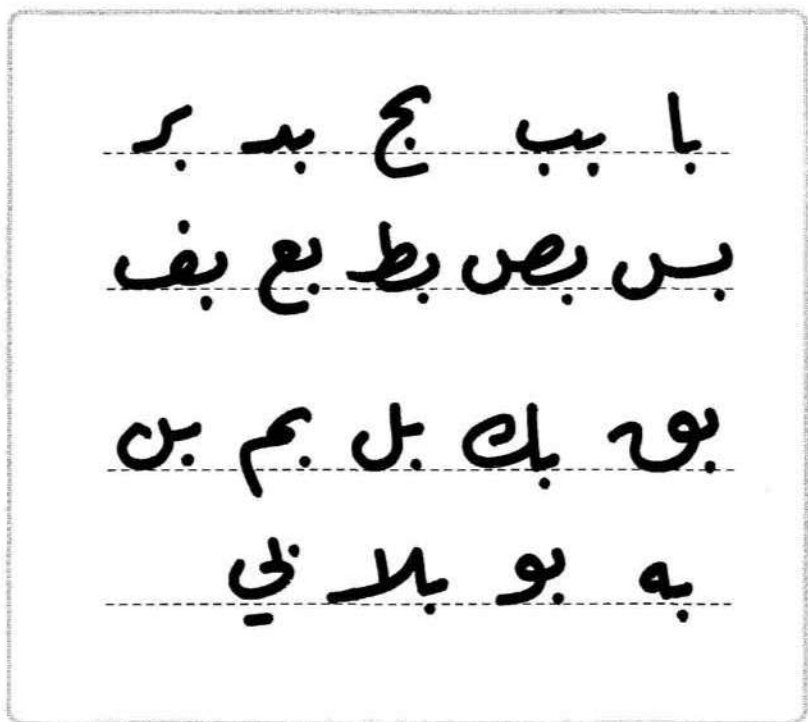 با بب بج بد بر
بس بص بط بع بف
بق بك بل بم بن
به بو بلا بي